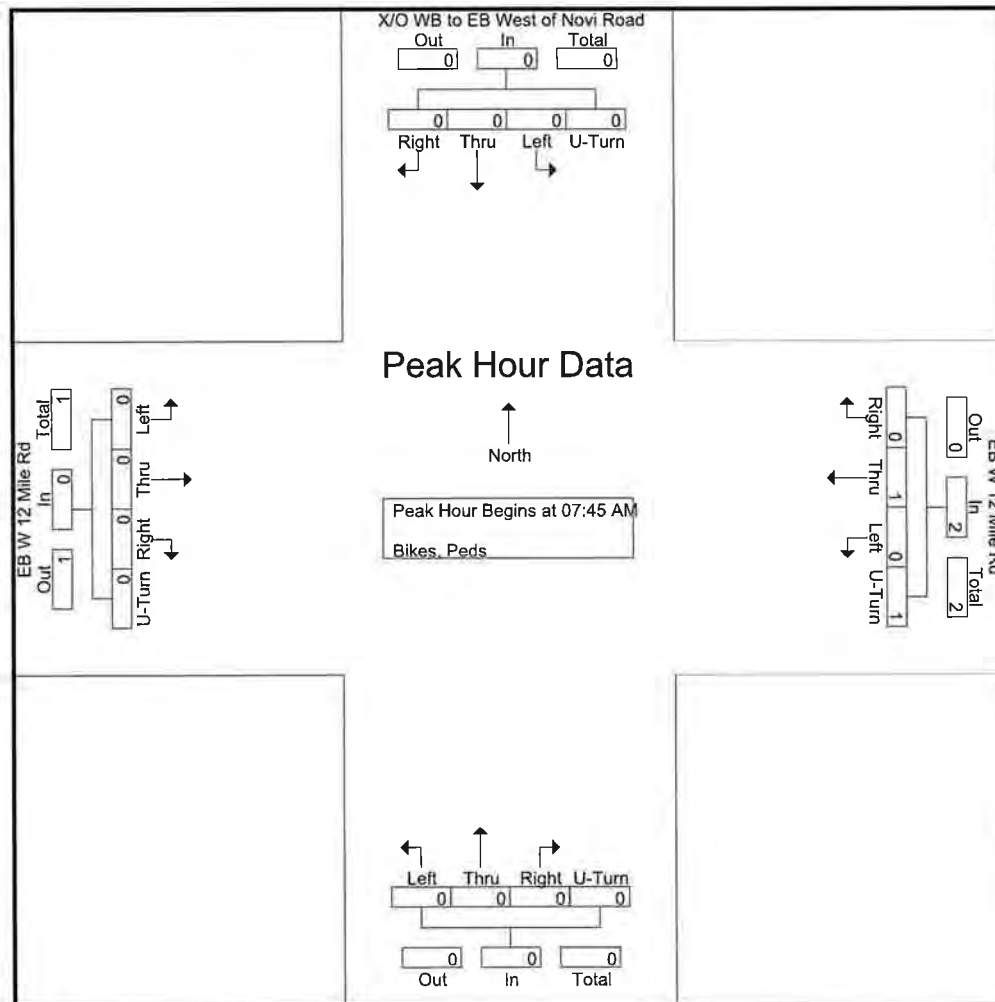 X/O WB to EB West of Novi Road
Out In Total
0 0 0
0 0 0 0
Right Thru Left U-Turn
Peak Hour Data
North
Peak Hour Begins at 07:45 AM
Bikes, Peds
EB W 12 Mile Rd
Out In Total
1 0 1
0 0 0 0
U-Turn Right Thru Left
EB W 12 Mile Rd
Out In Total
0 2 2
0 1 0 1
Right Thru Left U-Turn
Left Thru Right U-Turn
0 0 0 0
0 0 0
Out In Total